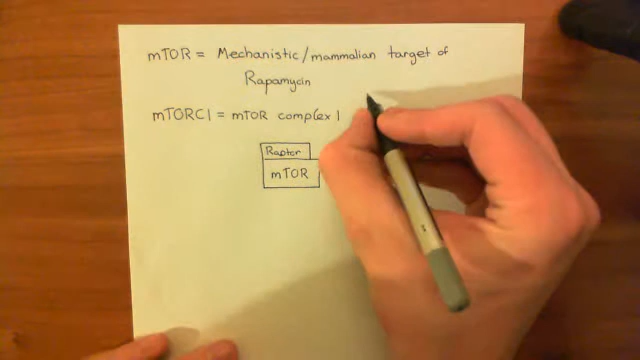 mTOR = Mechanistic/mammalian target of
Rapamycin
mTORC1 = mTOR complex 1
Raptor
mTOR